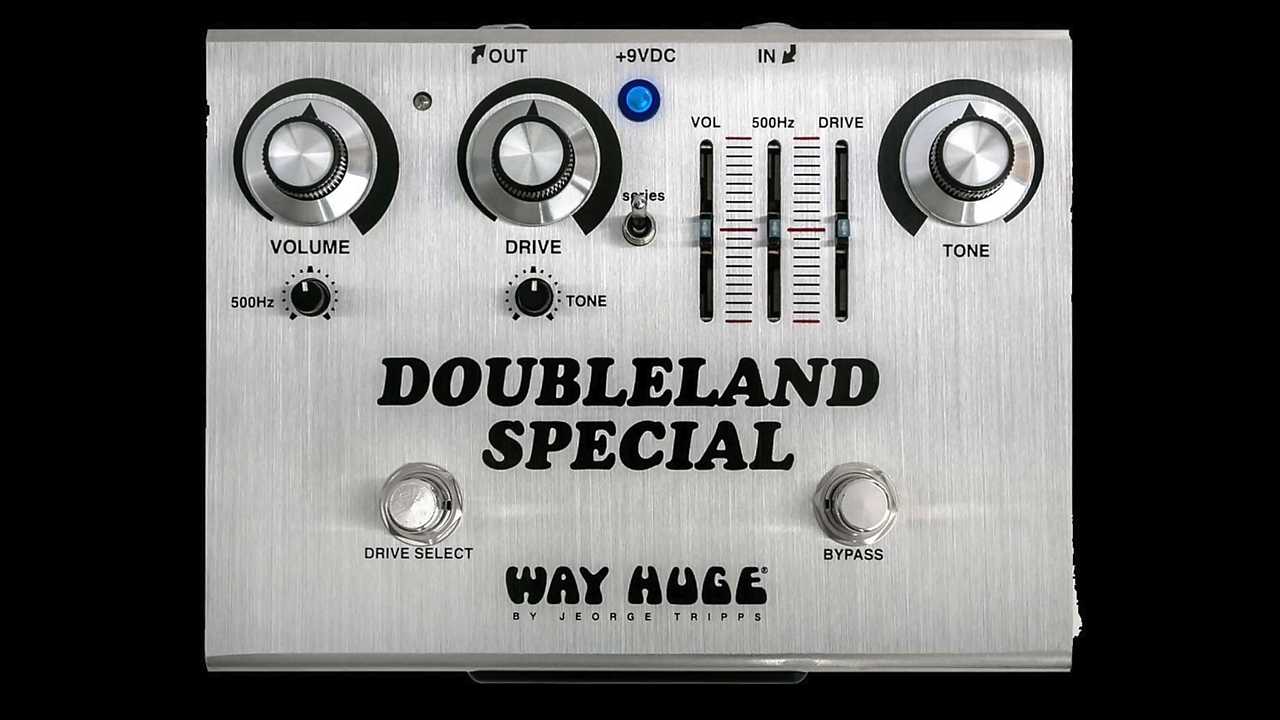 OUT
+9VDC
IN
VOL 500Hz DRIVE
series
VOLUME
DRIVE
TONE
500Hz
TONE
DOUBLELAND
SPECIAL
DRIVE SELECT
BYPASS
WAY HUGE®
BY JEORGE TRIPPS